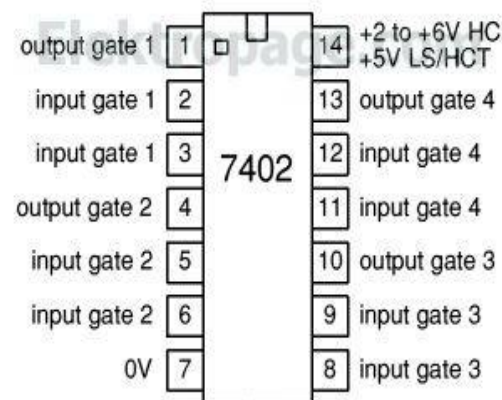 Elektropage.com
output gate 1 1
14 +2 to +6V HC
+5V LS/HCT
input gate 1 2
13 output gate 4
input gate 1 3
12 input gate 4
7402
output gate 2 4
11 input gate 4
input gate 2 5
10 output gate 3
input gate 2 6
9 input gate 3
0V 7
8 input gate 3